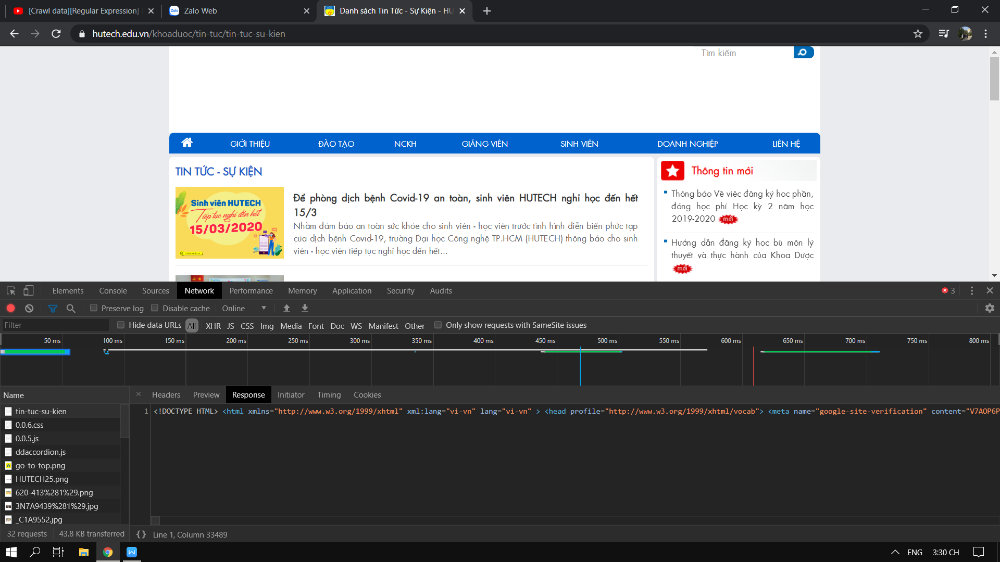 [Crawl data][Regular Expression]
Zalo Web
Danh sách Tin Tức - Sự Kiện - HU
hutech.edu.vn/khoaduoc/tin-tuc/tin-tuc-su-kien
Tìm kiếm
GIỚI THIỆU ĐÀO TẠO NCKH GIẢNG VIÊN SINH VIÊN DOANH NGHIỆP LIÊN HỆ
TIN TỨC - SỰ KIỆN
Sinh viên HUTECH
Tiếp tục nghỉ đến hết
15/03/2020
Để phòng dịch bệnh Covid-19 an toàn, sinh viên HUTECH nghỉ học đến hết
15/3
Nhằm đảm bảo an toàn sức khỏe cho sinh viên - học viên trước tình hình diễn biến phức tạp
của dịch bệnh Covid-19, trường Đại học Công nghệ TP.HCM (HUTECH) thông báo cho sinh
viên - học viên tiếp tục nghỉ học đến hết...
Thông tin mới
Thông báo Về việc đăng ký học phần,
đóng học phí Học kỳ 2 năm học
2019-2020 mới
Hướng dẫn đăng ký học bù môn lý
thuyết và thực hành của Khoa Dược
mới
Elements Console Sources Network Performance Memory Application Security Audits 3
Preserve log Disable cache Online
Filter Hide data URLs All XHR JS CSS Img Media Font Doc WS Manifest Other Only show requests with SameSite issues
50 ms 100 ms 150 ms 200 ms 250 ms 300 ms 350 ms 400 ms 450 ms 500 ms 550 ms 600 ms 650 ms 700 ms 750 ms 800 ms
Name
Headers Preview Response Initiator Timing Cookies
tin-tuc-su-kien
0.0.6.css
0.0.5.js
ddaccordion.js
go-to-top.png
HUTECH25.png
620-413%281%29.png
3N7A9439%281%29.jpg
_C1A9552.jpg
1 <!DOCTYPE HTML> <html xmlns="http://www.w3.org/1999/xhtml" xml:lang="vi-vn" lang="vi-vn" > <head profile="http://www.w3.org/1999/xhtml/vocab"> <meta name="google-site-verification" content="V7AOP6P
32 requests 43.8 KB transferred
{} Line 1, Column 33489
ENG 3:30 CH